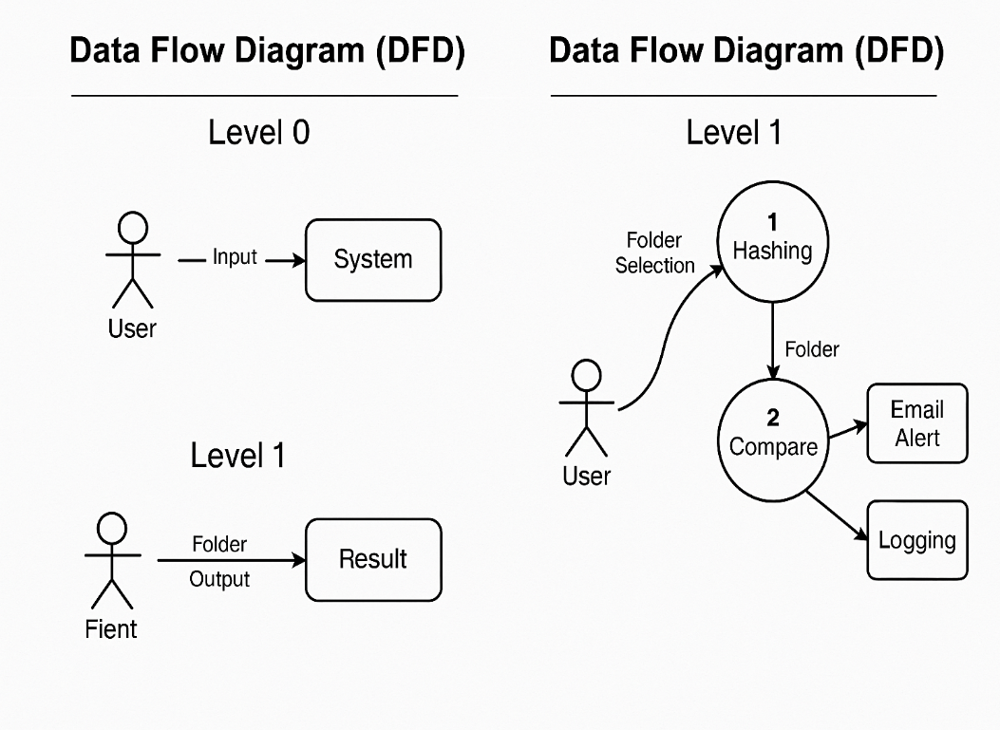 Data Flow Diagram (DFD)
Level 0
Input
System
User
Level 1
Folder
Output
Result
Fient
Data Flow Diagram (DFD)
Level 1
1
Hashing
Folder
Selection
Folder
User
2
Compare
Email
Alert
Logging